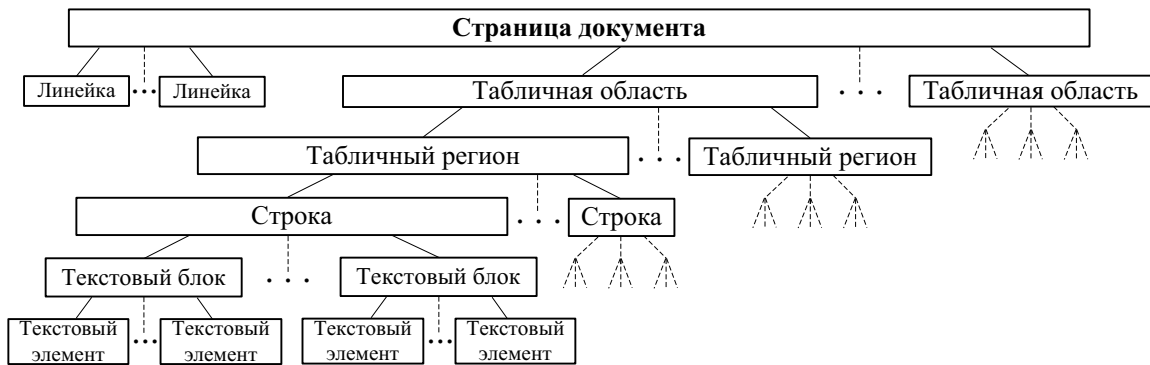 Страница документа
Линейка ... Линейка
Табличная область ... Табличная область
Табличный регион ... Табличный регион
Строка ... Строка
Текстовый блок ... Текстовый блок
Текстовый элемент ... Текстовый элемент
Текстовый элемент ... Текстовый элемент